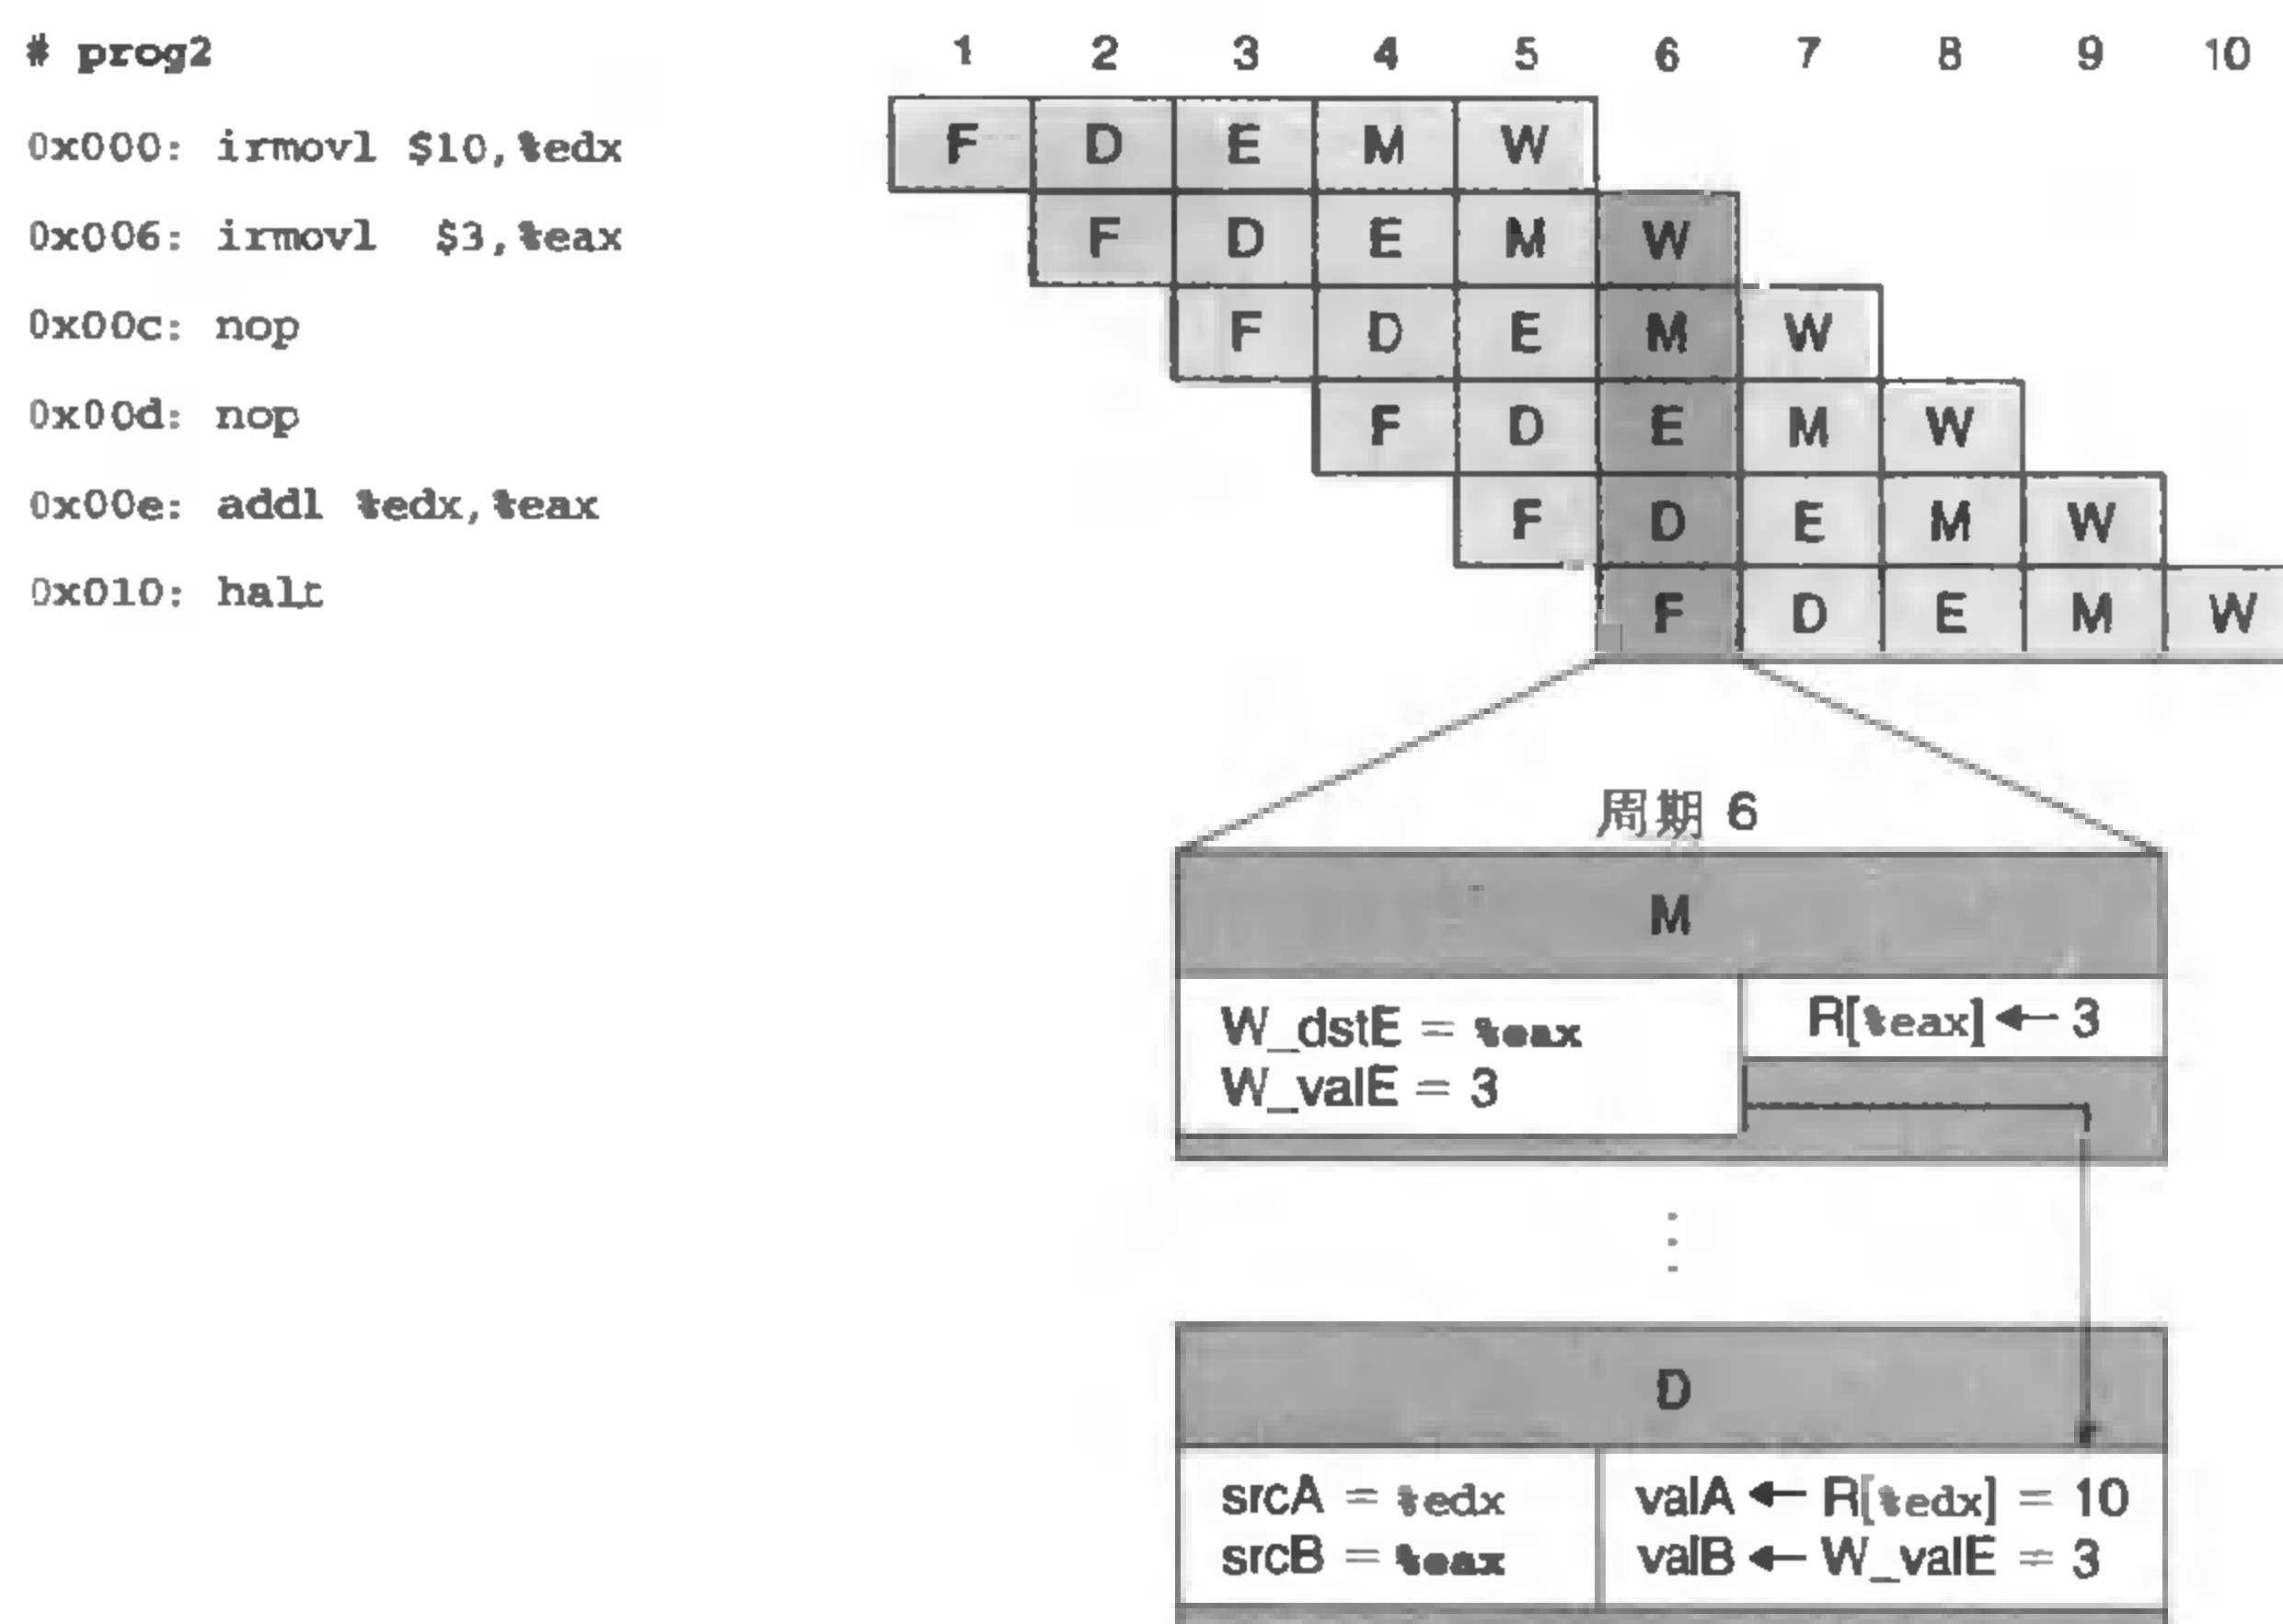 # prog2
1 2 3 4 5 6 7 8 9 10
0x000: irmovl $10,%edx
F D E M W
0x006: irmovl $3,%eax
F D E M W
0x00c: nop
F D E M W
0x00d: nop
F D E M W
0x00e: addl %edx,%eax
F D E M W
0x010: halt
F D E M W
周期 6
M
W_dstE = %eax
R[%eax] ← 3
W_valE = 3
D
srcA = %edx
valA ← R[%edx] = 10
srcB = %eax
valB ← W_valE = 3